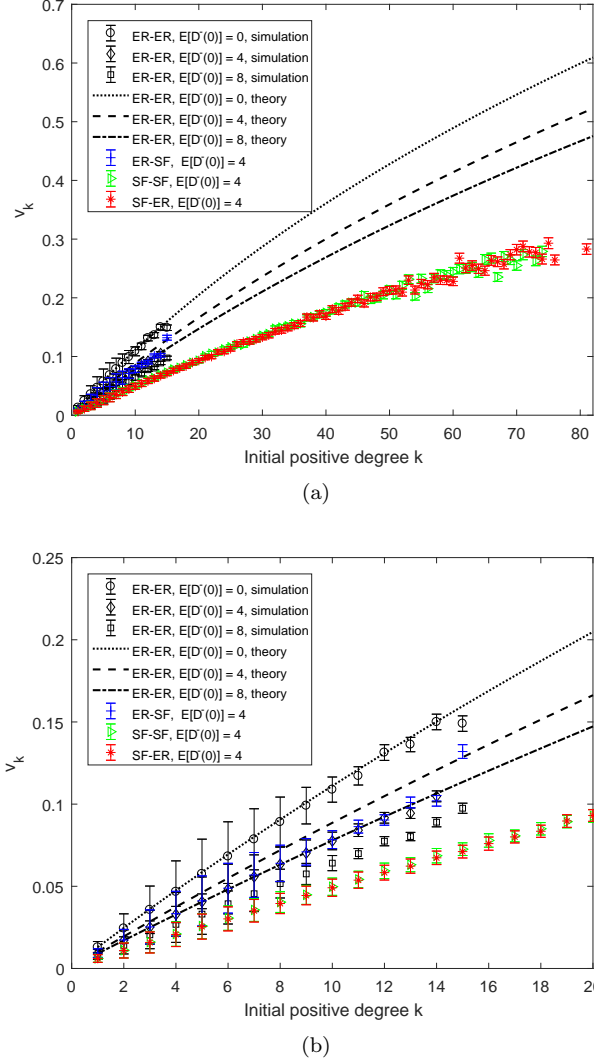 (a)
0.7
0.6
0.5
0.4
0.3
0.2
0.1
0
v_k
ER-ER, E[D⁻(0)] = 0, simulation
ER-ER, E[D⁻(0)] = 4, simulation
ER-ER, E[D⁻(0)] = 8, simulation
ER-ER, E[D⁻(0)] = 0, theory
ER-ER, E[D⁻(0)] = 4, theory
ER-ER, E[D⁻(0)] = 8, theory
ER-SF, E[D⁻(0)] = 4
SF-SF, E[D⁻(0)] = 4
SF-ER, E[D⁻(0)] = 4
0 10 20 30 40 50 60 70 80
Initial positive degree k
(b)
0.25
0.2
0.15
0.1
0.05
0
v_k
ER-ER, E[D⁻(0)] = 0, simulation
ER-ER, E[D⁻(0)] = 4, simulation
ER-ER, E[D⁻(0)] = 8, simulation
ER-ER, E[D⁻(0)] = 0, theory
ER-ER, E[D⁻(0)] = 4, theory
ER-ER, E[D⁻(0)] = 8, theory
ER-SF, E[D⁻(0)] = 4
SF-SF, E[D⁻(0)] = 4
SF-ER, E[D⁻(0)] = 4
0 2 4 6 8 10 12 14 16 18 20
Initial positive degree k